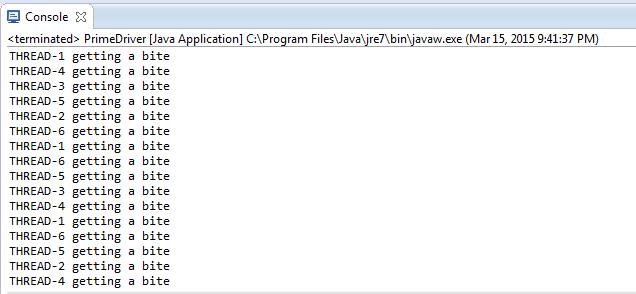 Console
<terminated> PrimeDriver [Java Application] C:\Program Files\Java\jre7\bin\javaw.exe (Mar 15, 2015 9:41:37 PM)
THREAD-1 getting a bite
THREAD-4 getting a bite
THREAD-3 getting a bite
THREAD-5 getting a bite
THREAD-2 getting a bite
THREAD-6 getting a bite
THREAD-1 getting a bite
THREAD-6 getting a bite
THREAD-5 getting a bite
THREAD-3 getting a bite
THREAD-4 getting a bite
THREAD-1 getting a bite
THREAD-6 getting a bite
THREAD-5 getting a bite
THREAD-2 getting a bite
THREAD-4 getting a bite